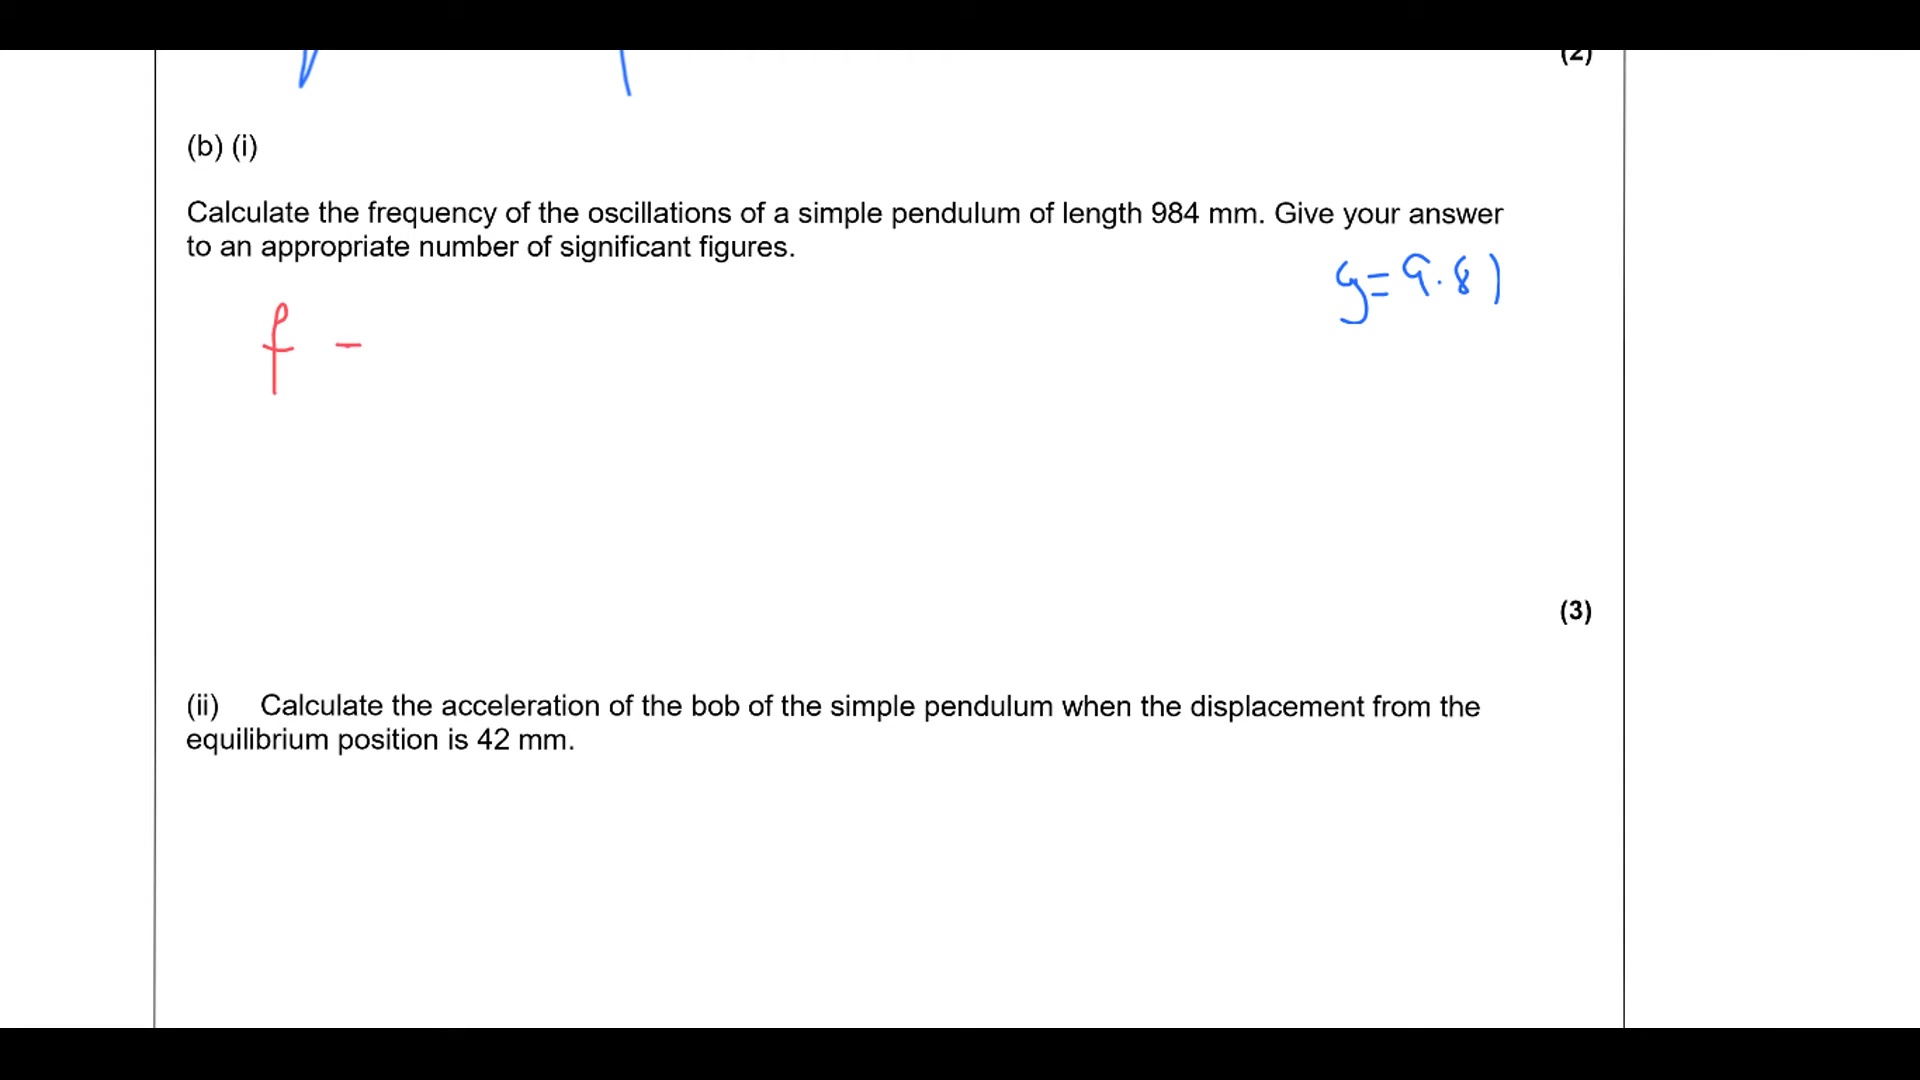 (2)
(b) (i)
Calculate the frequency of the oscillations of a simple pendulum of length 984 mm. Give your answer
to an appropriate number of significant figures.
g=9.81
f -
(3)
(ii) Calculate the acceleration of the bob of the simple pendulum when the displacement from the
equilibrium position is 42 mm.